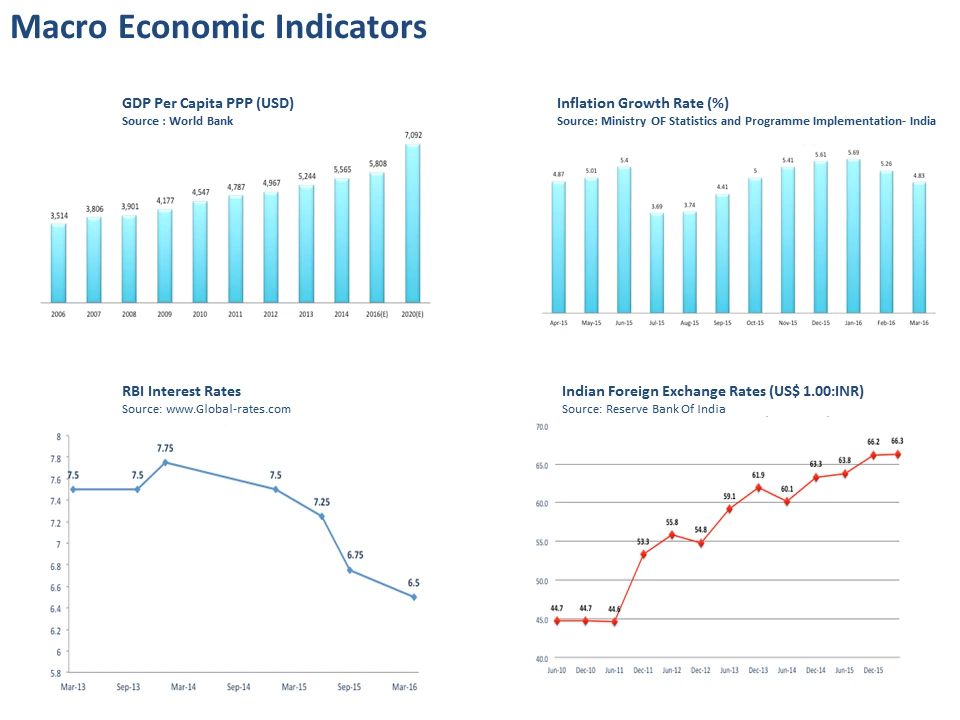 Macro Economic Indicators
GDP Per Capita PPP (USD)
Source : World Bank
7,092
5,808
5,565
5,244
4,967
4,787
4,547
4,177
3,901
3,806
3,514
2006 2007 2008 2009 2010 2011 2012 2013 2014 2016(E) 2020(E)
Inflation Growth Rate (%)
Source: Ministry OF Statistics and Programme Implementation- India
4.87 5.01 5.4 3.69 3.74 4.41 5 5.41 5.61 5.69 5.26 4.83
Apr-15 May-15 Jun-15 Jul-15 Aug-15 Sep-15 Oct-15 Nov-15 Dec-15 Jan-16 Feb-16 Mar-16
RBI Interest Rates
Source: www.Global-rates.com
8
7.8
7.6
7.4
7.2
7
6.8
6.6
6.4
6.2
6
5.8
7.5 7.5 7.75 7.5 7.25 6.75 6.5
Mar-13 Sep-13 Mar-14 Sep-14 Mar-15 Sep-15 Mar-16
Indian Foreign Exchange Rates (US$ 1.00:INR)
Source: Reserve Bank Of India
70.0
65.0
60.0
55.0
50.0
45.0
40.0
44.7 44.7 44.6 53.3 55.8 54.8 59.1 61.9 60.1 63.3 63.8 66.2 66.3
Jun-10 Dec-10 Jun-11 Dec-11 Jun-12 Dec-12 Jun-13 Dec-13 Jun-14 Dec-14 Jun-15 Dec-15